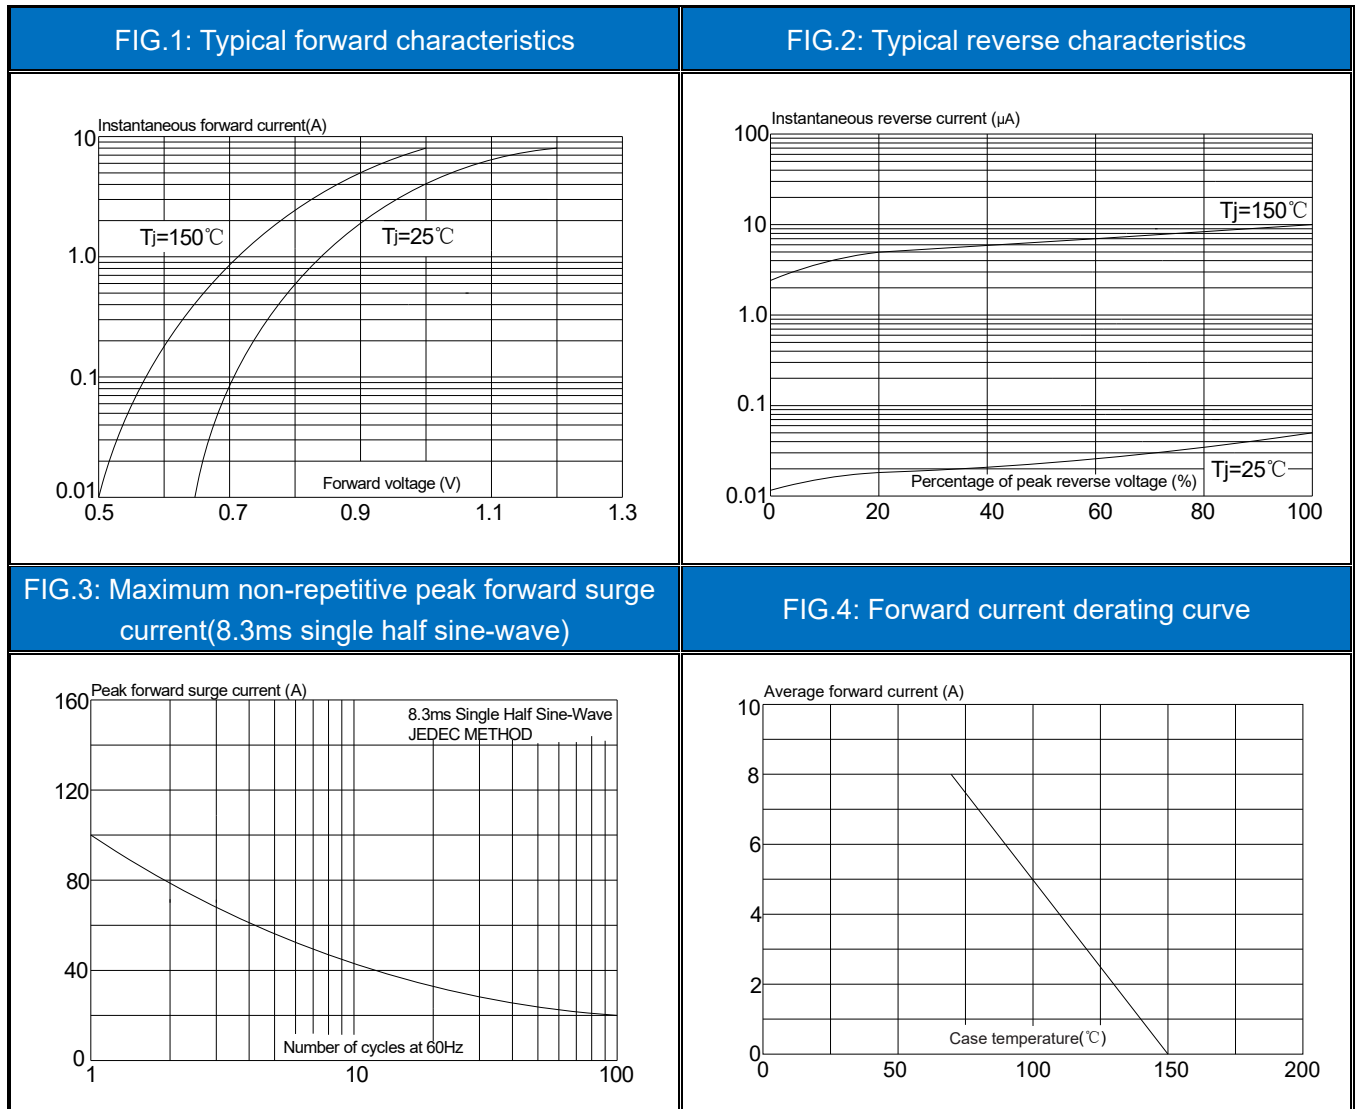 FIG.1: Typical forward characteristics
FIG.2: Typical reverse characteristics
Instantaneous forward current(A)
10
1.0
0.1
0.01
Tj=150℃
Tj=25℃
Forward voltage (V)
0.5 0.7 0.9 1.1 1.3
Instantaneous reverse current (μA)
100
10
1.0
0.1
0.01
Tj=150℃
Tj=25℃
Percentage of peak reverse voltage (%)
0 20 40 60 80 100
FIG.3: Maximum non-repetitive peak forward surge
current(8.3ms single half sine-wave)
FIG.4: Forward current derating curve
Peak forward surge current (A)
160
120
80
40
0
8.3ms Single Half Sine-Wave
JEDEC METHOD
Number of cycles at 60Hz
1 10 100
Average forward current (A)
10
8
6
4
2
0
Case temperature(℃)
0 50 100 150 200